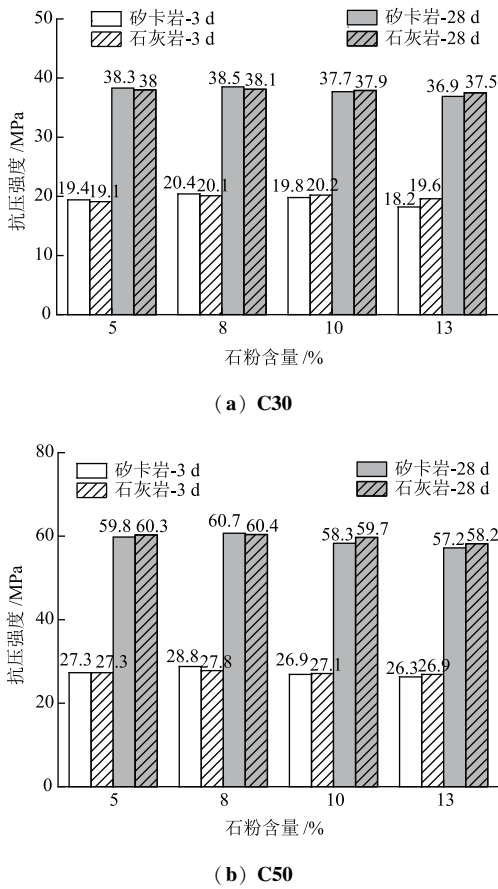 50
40
30
20
10
0
抗压强度 /MPa
矽卡岩-3 d
石灰岩-3 d
矽卡岩-28 d
石灰岩-28 d
19.4 19.1 38.3 38
20.4 20.1 38.5 38.1
19.8 20.2 37.7 37.9
18.2 19.6 36.9 37.5
5 8 10 13
石粉含量 /%
(a) C30
80
60
40
20
0
抗压强度 /MPa
矽卡岩-3 d
石灰岩-3 d
矽卡岩-28 d
石灰岩-28 d
27.3 27.3 59.8 60.3
28.8 27.8 60.7 60.4
26.9 27.1 58.3 59.7
26.3 26.9 57.2 58.2
5 8 10 13
石粉含量 /%
(b) C50